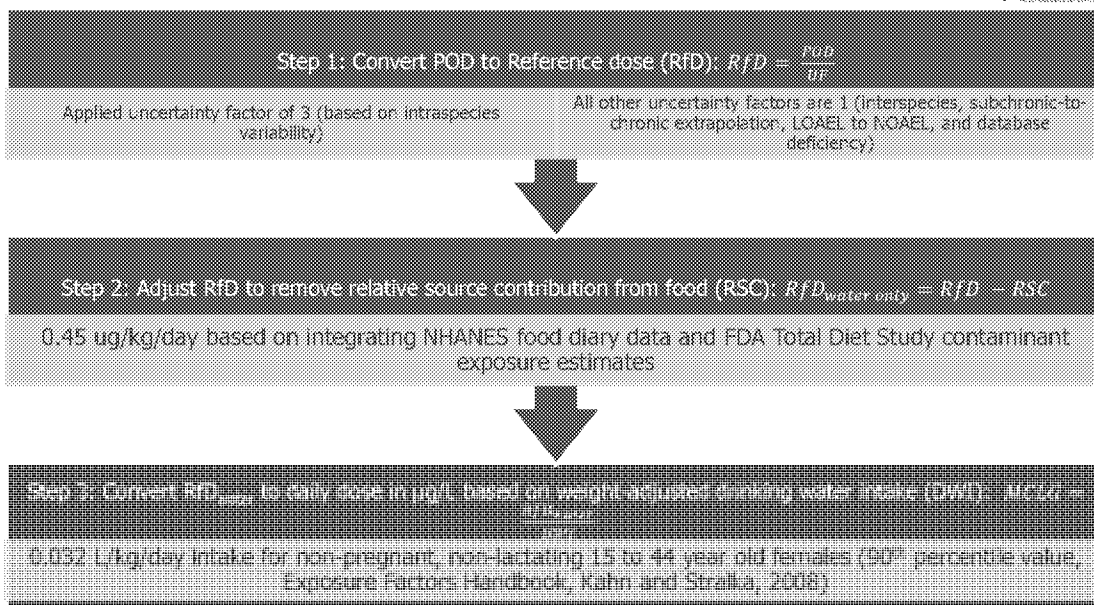 Step 1: Convert POD to Reference dose (RfD): RfD = POD/UF
Applied uncertainty factor of 3 (based on intraspecies
variability)
All other uncertainty factors are 1 (interspecies, subchronic-to-
chronic extrapolation, LOAEL to NOAEL, and database
deficiency)
Step 2: Adjust RfD to remove relative source contribution from food (RSC): RfD water only = RfD − RSC
0.45 ug/kg/day based on integrating NHANES food diary data and FDA Total Diet Study contaminant
exposure estimates
Step 3: Convert RfD to daily dose in µg/L based on weight-adjusted drinking water intake (DWI): MCLG =
0.032 L/kg/day intake for non-pregnant, non-lactating 15 to 44 year old females (90th percentile value,
Exposure Factors Handbook, Kahn and Stralka, 2008)